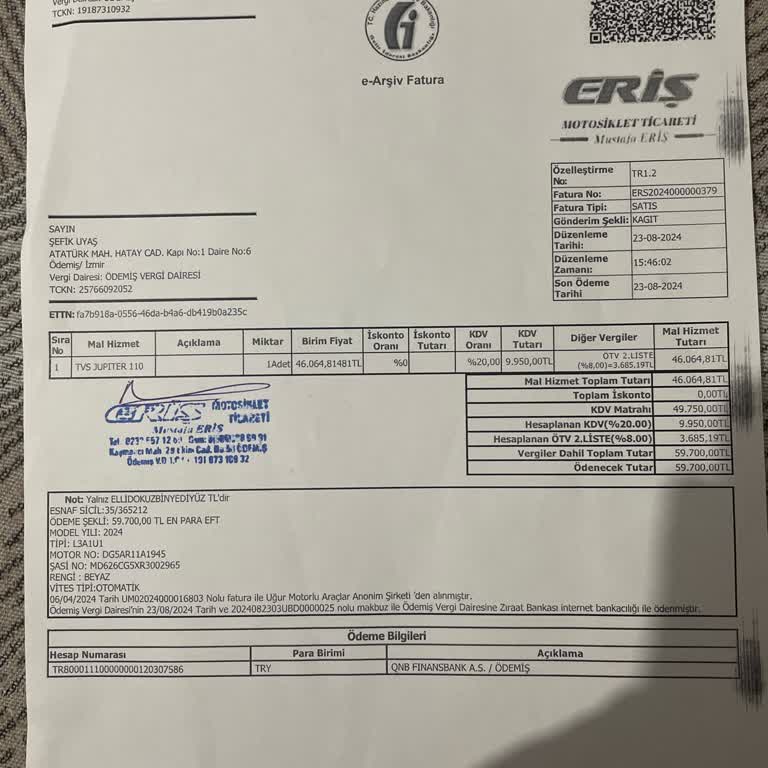 TCKN: 19187310932
e-Arşiv Fatura
ERİŞ
MOTOSİKLET TİCARETİ
Mustafa ERİŞ
Özelleştirme No: TR1.2
Fatura No: ERS2024000000379
Fatura Tipi: SATIS
Gönderim Şekli: KAGIT
Düzenleme Tarihi: 23-08-2024
Düzenleme Zamanı: 15:46:02
Son Ödeme Tarihi 23-08-2024
SAYIN
ŞEFİK UYAŞ
ATATÜRK MAH. HATAY CAD. Kapı No:1 Daire No:6
Ödemiş/ İzmir
Vergi Dairesi: ÖDEMİŞ VERGİ DAİRESİ
TCKN: 25766092052
ETTN: fa7b918a-0556-46da-b4a6-db419b0a235c
Sıra No Mal Hizmet Açıklama Miktar Birim Fiyat İskonto Oranı İskonto Tutarı KDV Oranı KDV Tutarı Diğer Vergiler Mal Hizmet Tutarı
1 TVS JUPITER 110 1Adet 46.064,81481TL %0 %20,00 9.950,00TL ÖTV 2.LİSTE (%8,00)=3.685,19TL 46.064,81TL
Mal Hizmet Toplam Tutarı 46.064,81TL
Toplam İskonto 0,00TL
KDV Matrahı 49.750,00TL
Hesaplanan KDV(%20.00) 9.950,00TL
Hesaplanan ÖTV 2.LİSTE(%8.00) 3.685,19TL
Vergiler Dahil Toplam Tutar 59.700,00TL
Ödenecek Tutar 59.700,00TL
ERİŞ MOTOSİKLET
TİCARETİ
Mustafa ERİŞ
Not: Yalnız ELLİDOKUZBİNYEDİYÜZ TL'dir
ESNAF SİCİL:35/365212
ÖDEME ŞEKLİ: 59.700,00 TL EN PARA EFT
MODEL YILI: 2024
TİPİ: L3A1U1
MOTOR NO: DG5AR11A1945
ŞASİ NO: MD626CG5XR3002965
RENGİ : BEYAZ
VİTES TİPİ:OTOMATİK
06/04/2024 Tarih UM02024000016803 Nolu fatura ile Uğur Motorlu Araçlar Anonim Şirketi 'den alınmıştır.
Ödemiş Vergi Dairesi'nin 23/08/2024 Tarih ve 2024082303UBD0000025 nolu makbuz ile Ödemiş Vergi Dairesine Ziraat Bankası internet bankacılığı ile ödenmiştir.
Ödeme Bilgileri
Hesap Numarası Para Birimi Açıklama
TR800011100000000120307586 TRY QNB FINANSBANK A.S. / ÖDEMİŞ